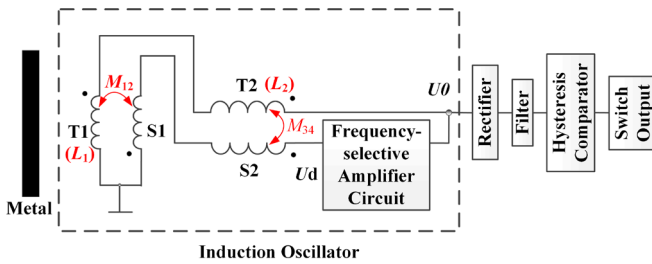 M12
T1
(L1)
S1
Metal
T2 (L2)
M34
S2
Ud
U0
Frequency-
selective
Amplifier
Circuit
Rectifier
Filter
Hysteresis
Comparator
Switch
Output
Induction Oscillator